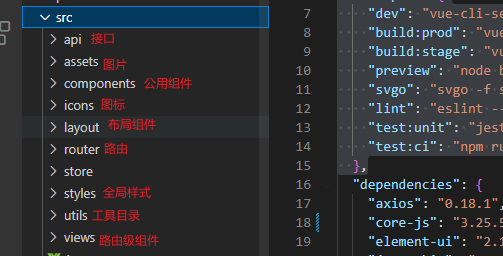 src
api 接口
assets 图片
components 公用组件
icons 图标
layout 布局组件
router 路由
store
styles 全局样式
utils 工具目录
views 路由级组件
7 "dev": "vue-cli-se
8 "build:prod": "vue
9 "build:stage": "vu
10 "preview": "node b
11 "svgo": "svgo -f s
12 "lint": "eslint --
13 "test:unit": "jest
14 "test:ci": "npm ru
15 },
16 "dependencies": {
17 "axios": "0.18.1",
18 "core-js": "3.25.5
19 "element-ui": "2.1